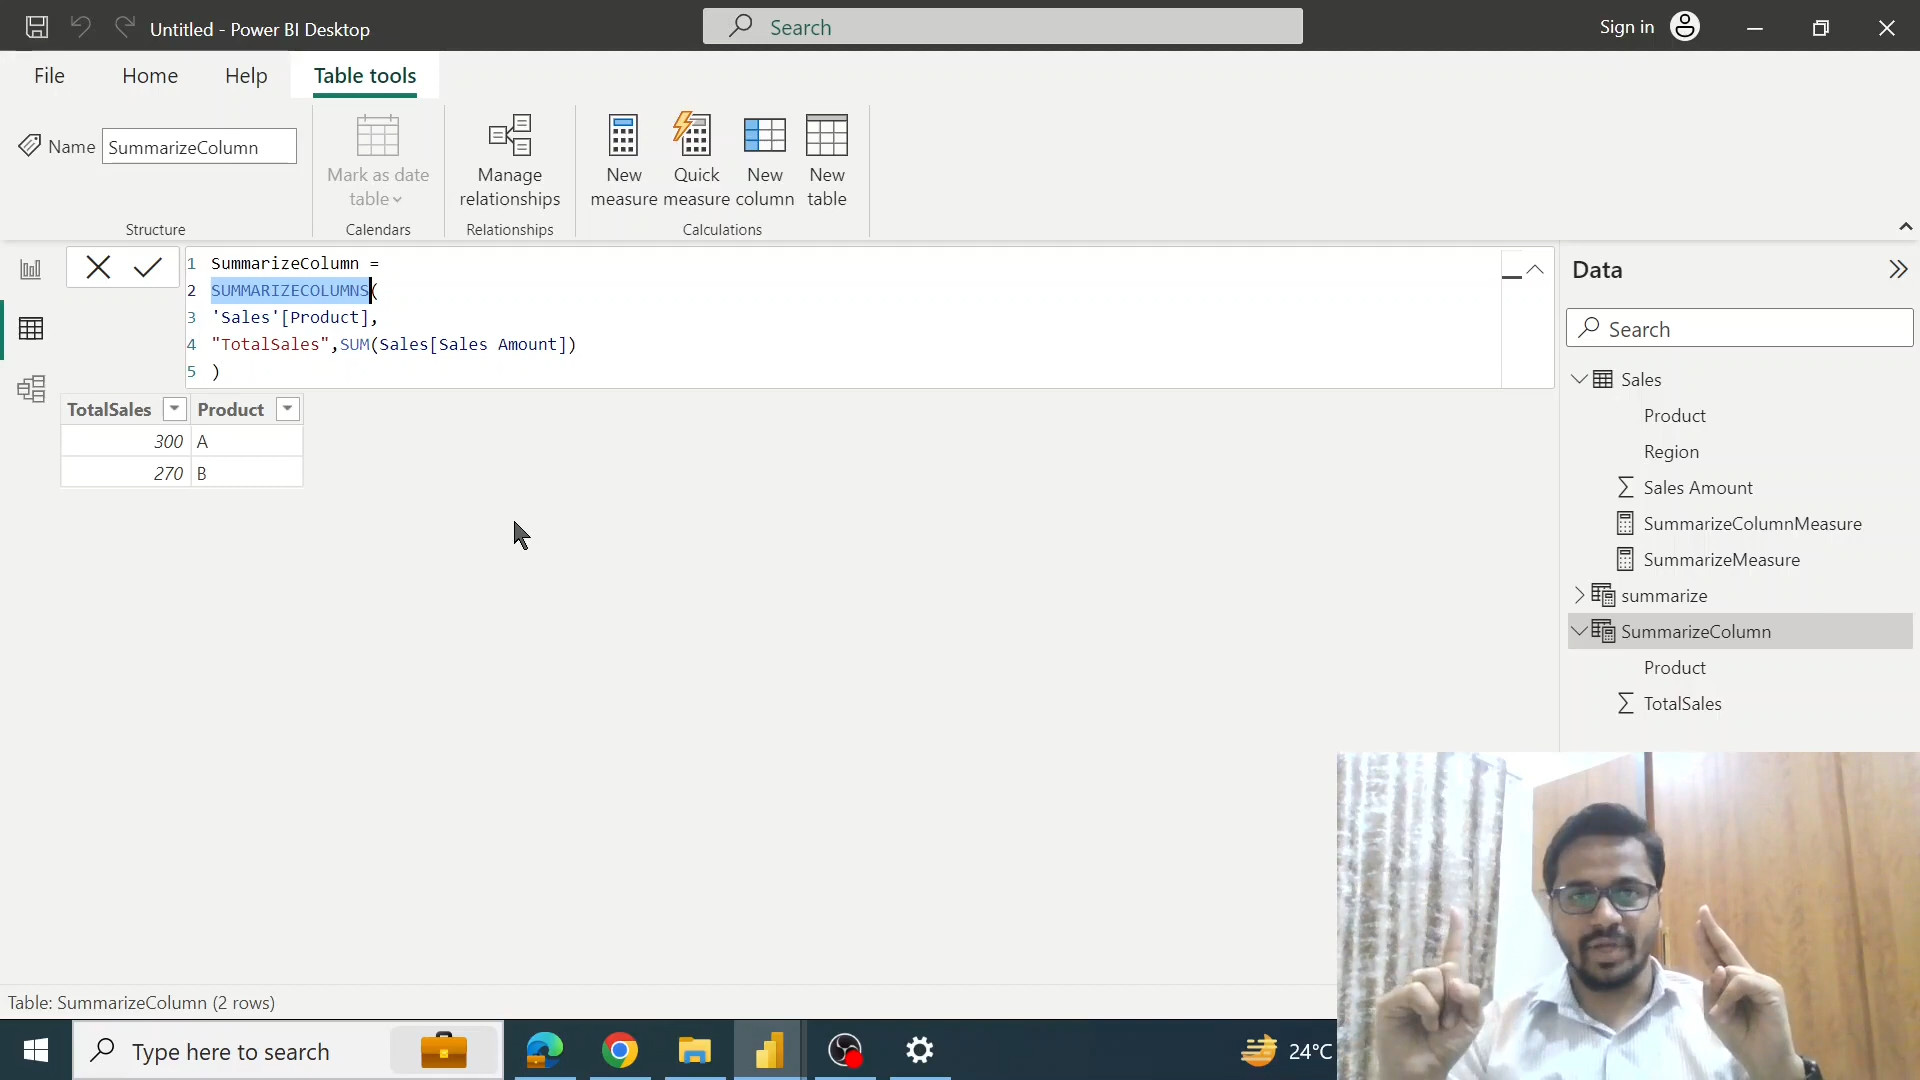 Untitled - Power BI Desktop
Search
Sign in
File
Home
Help
Table tools
Name
SummarizeColumn
Mark as date
table
Manage
relationships
New
measure
Quick
measure
New
column
New
table
Structure
Calendars
Relationships
Calculations
1 SummarizeColumn =
2 SUMMARIZECOLUMNS(
3 'Sales'[Product],
4 "TotalSales",SUM(Sales[Sales Amount])
5 )
TotalSales Product
300 A
270 B
Data
Search
Sales
Product
Region
Sales Amount
SummarizeColumnMeasure
SummarizeMeasure
summarize
SummarizeColumn
Product
TotalSales
Table: SummarizeColumn (2 rows)
Type here to search
24°C